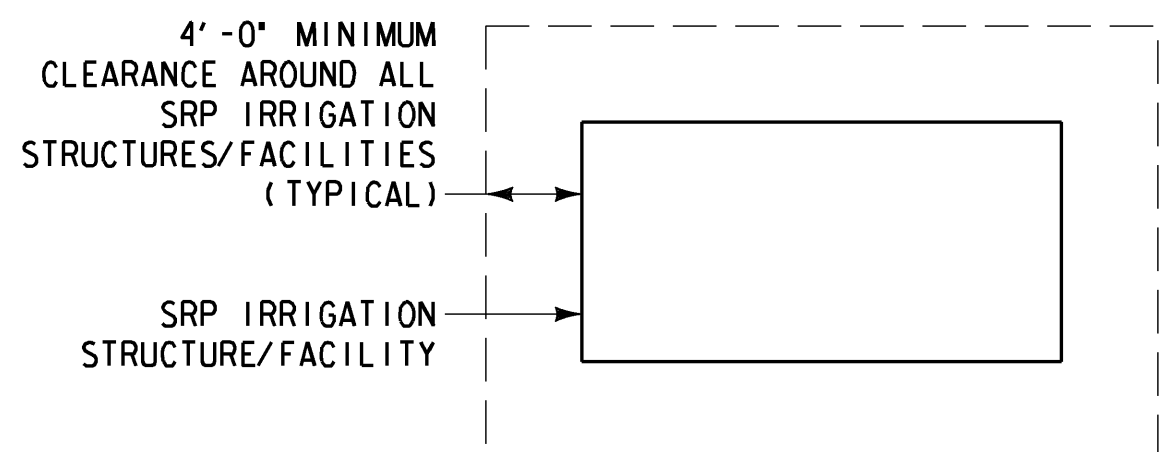 4'-0" MINIMUM
CLEARANCE AROUND ALL
SRP IRRIGATION
STRUCTURES/FACILITIES
(TYPICAL)
SRP IRRIGATION
STRUCTURE/FACILITY